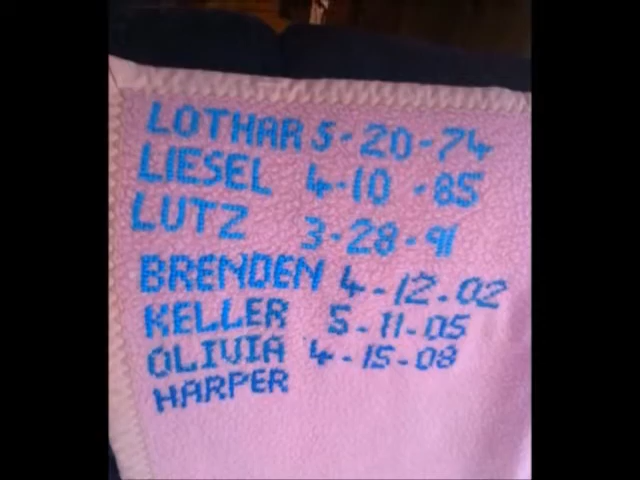 LOTHAR 5-20-74
LIESEL 4-10-85
LUTZ 3-28-91
BRENDEN 4-12.02
KELLER 5-11-05
OLIVIA 4-15-08
HARPER